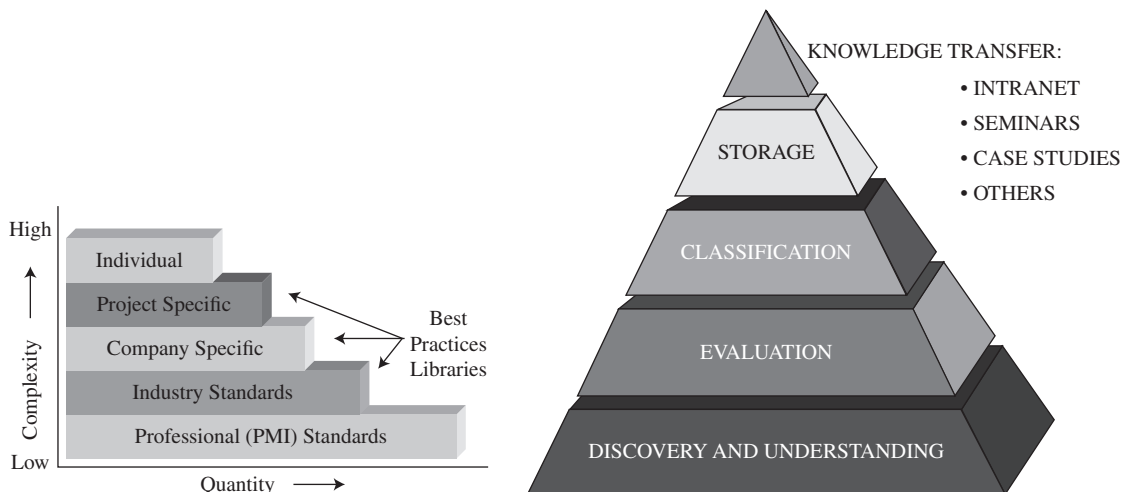 High
Individual
Project Specific
Company Specific
Industry Standards
Professional (PMI) Standards
Low
Complexity
Quantity
Best
Practices
Libraries
KNOWLEDGE TRANSFER:
• INTRANET
• SEMINARS
• CASE STUDIES
• OTHERS
STORAGE
CLASSIFICATION
EVALUATION
DISCOVERY AND UNDERSTANDING